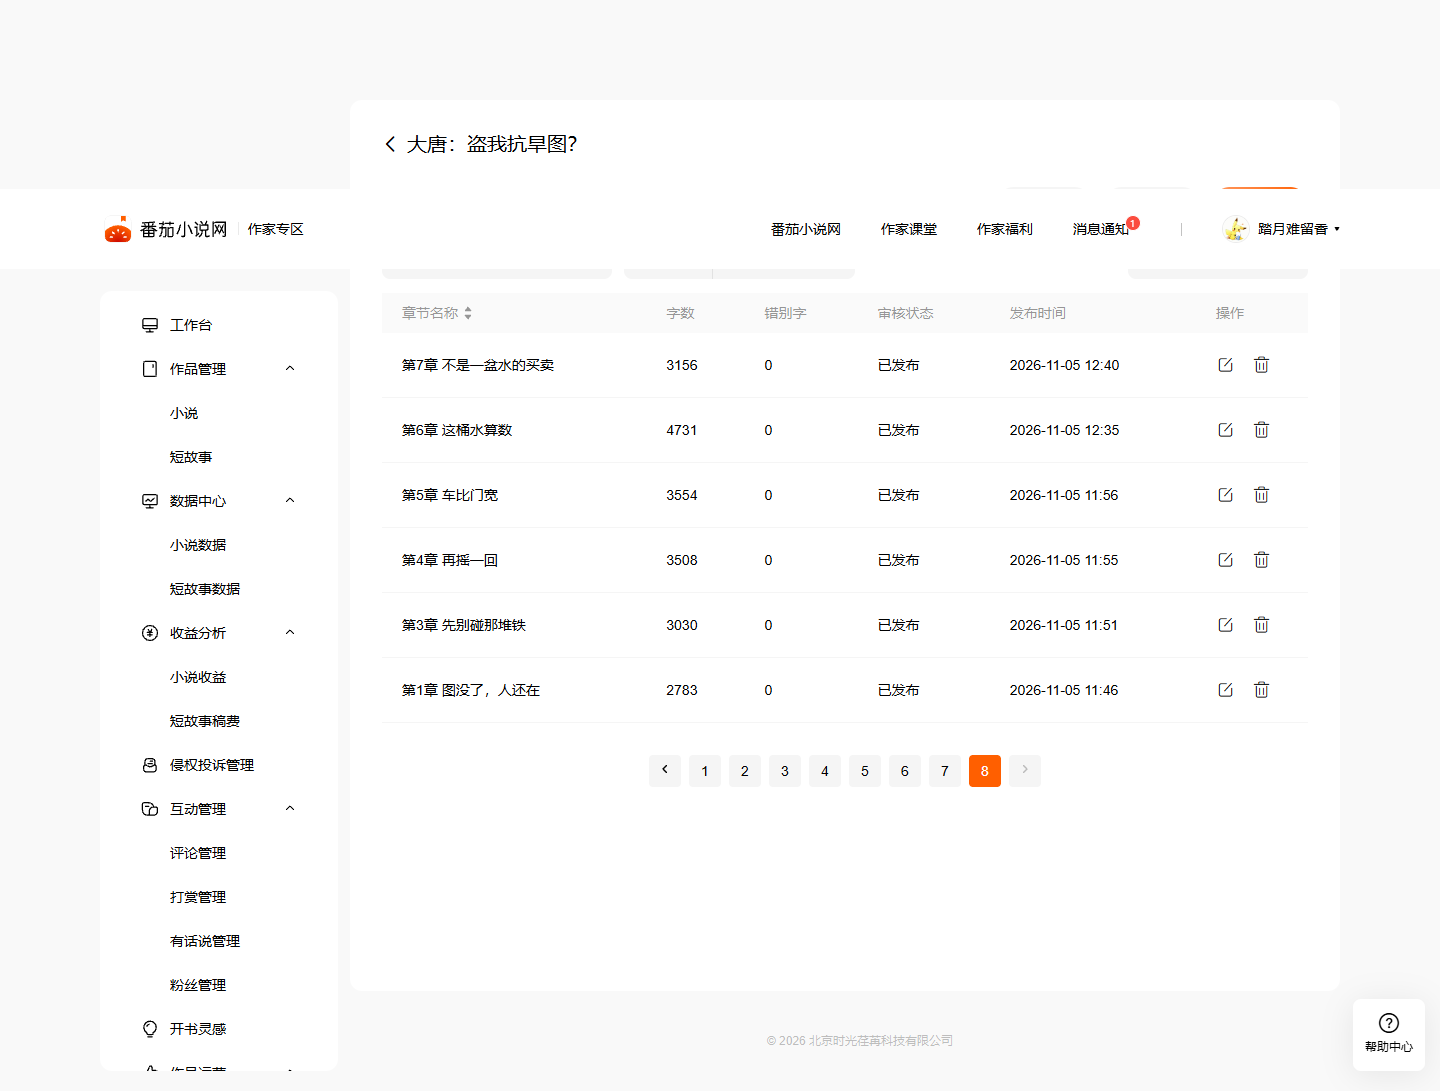 大唐：盗我抗旱图？
番茄小说网 作家专区
番茄小说网 作家课堂 作家福利 消息通知 1 踏月难留香
工作台
作品管理
小说
短故事
数据中心
小说数据
短故事数据
收益分析
小说收益
短故事稿费
侵权投诉管理
互动管理
评论管理
打赏管理
有话说管理
粉丝管理
开书灵感
章节名称 字数 错别字 审核状态 发布时间 操作
第7章 不是一盆水的买卖 3156 0 已发布 2026-11-05 12:40
第6章 这桶水算数 4731 0 已发布 2026-11-05 12:35
第5章 车比门宽 3554 0 已发布 2026-11-05 11:56
第4章 再摇一回 3508 0 已发布 2026-11-05 11:55
第3章 先别碰那堆铁 3030 0 已发布 2026-11-05 11:51
第1章 图没了，人还在 2783 0 已发布 2026-11-05 11:46
1 2 3 4 5 6 7 8
© 2026 北京时光荏苒科技有限公司
帮助中心